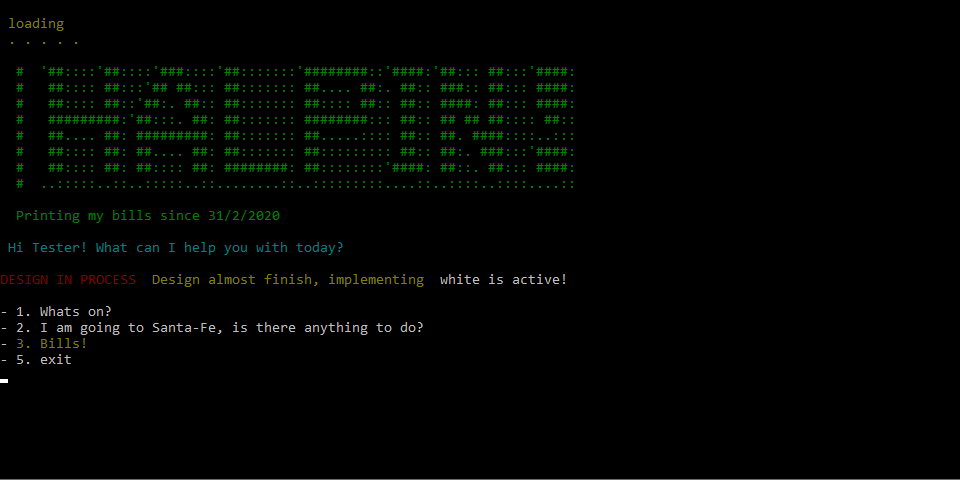 loading
. . . . .
#  '##::::'##::::'###::::'##:::::::'########::'####:'##::: ##:::'####:
#   ##:::: ##:::'## ##::: ##::::::: ##.... ##:. ##:: ###:: ##::: ####:
#   ##:::: ##::'##:. ##:: ##::::::: ##:::: ##:: ##:: ####: ##::: ####:
#   #########:'##:::. ##: ##::::::: ########::: ##:: ## ## ##:::: ##::
#   ##.... ##: #########: ##::::::: ##.....:::: ##:: ##. ####::::..:::
#   ##:::: ##: ##.... ##: ##::::::: ##::::::::: ##:: ##:. ###:::'####:
#   ##:::: ##: ##:::: ##: ########: ##::::::::'####: ##::. ##::: ####:
#  ..:::::..::..:::::..::........::..:::::::::....::..::::..::::....::
Printing my bills since 31/2/2020
Hi Tester! What can I help you with today?
DESIGN IN PROCESS  Design almost finish, implementing  white is active!
- 1. Whats on?
- 2. I am going to Santa-Fe, is there anything to do?
- 3. Bills!
- 5. exit